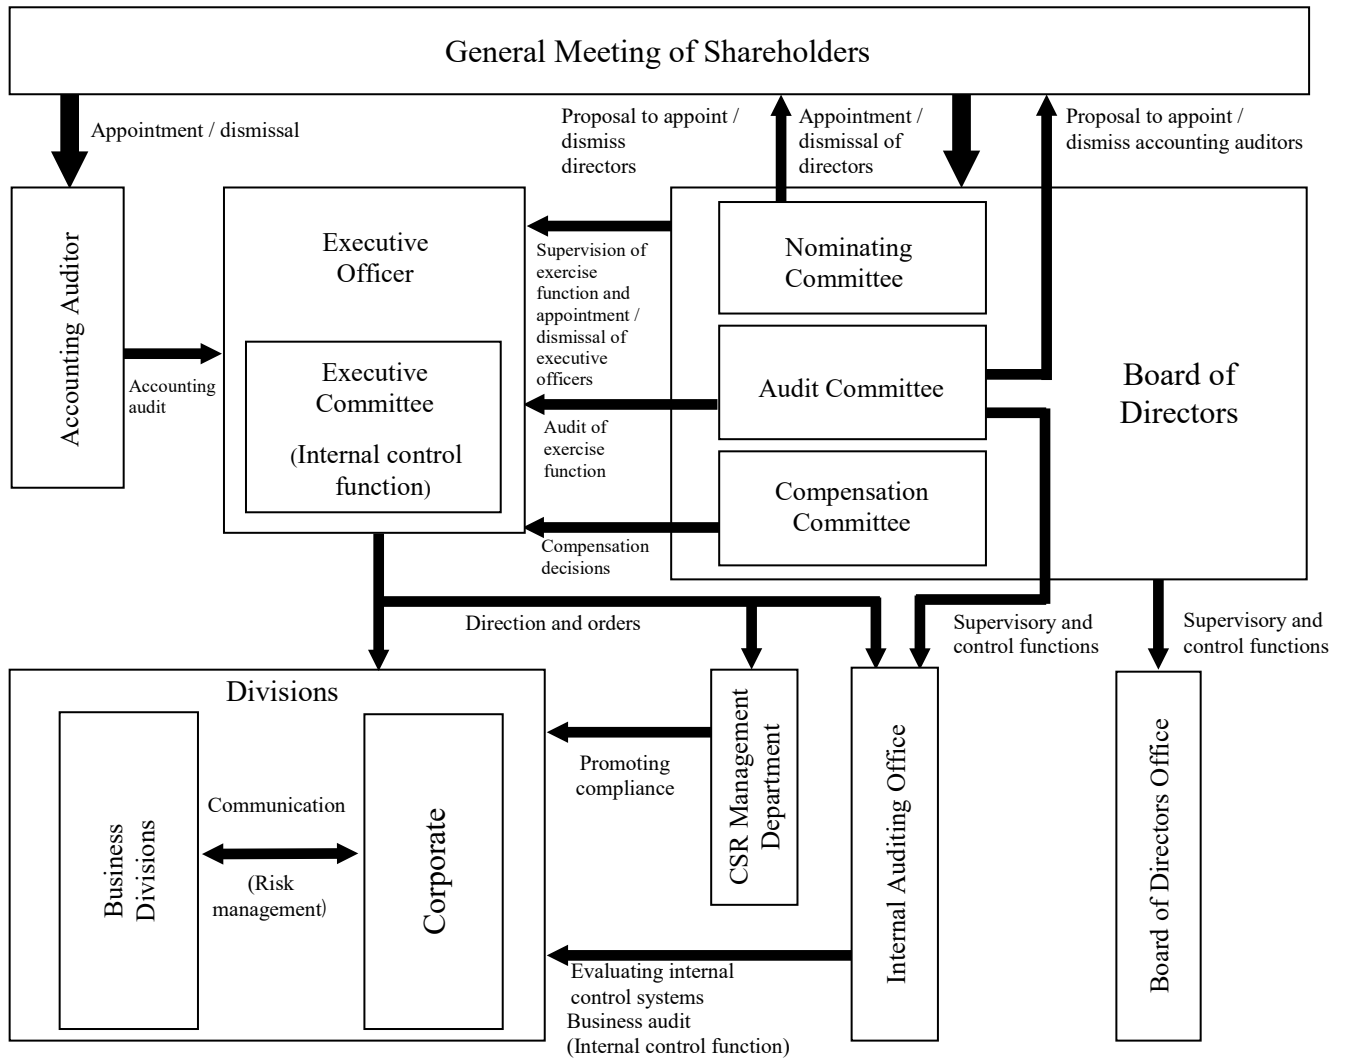 General Meeting of Shareholders
Appointment / dismissal
Proposal to appoint /
dismiss
directors
Appointment /
dismissal of
directors
Proposal to appoint /
dismiss accounting auditors
Accounting Auditor
Accounting
audit
Executive
Officer
Executive
Committee
(Internal control
function)
Supervision of
exercise
function and
appointment /
dismissal of
executive
officers
Audit of
exercise
function
Compensation
decisions
Nominating
Committee
Audit Committee
Compensation
Committee
Board of
Directors
Direction and orders
Supervisory and
control functions
Supervisory and
control functions
Divisions
Business
Divisions
Communication
(Risk
management)
Corporate
Promoting
compliance
CSR Management
Department
Internal Auditing Office
Board of Directors Office
Evaluating internal
control systems
Business audit
(Internal control function)